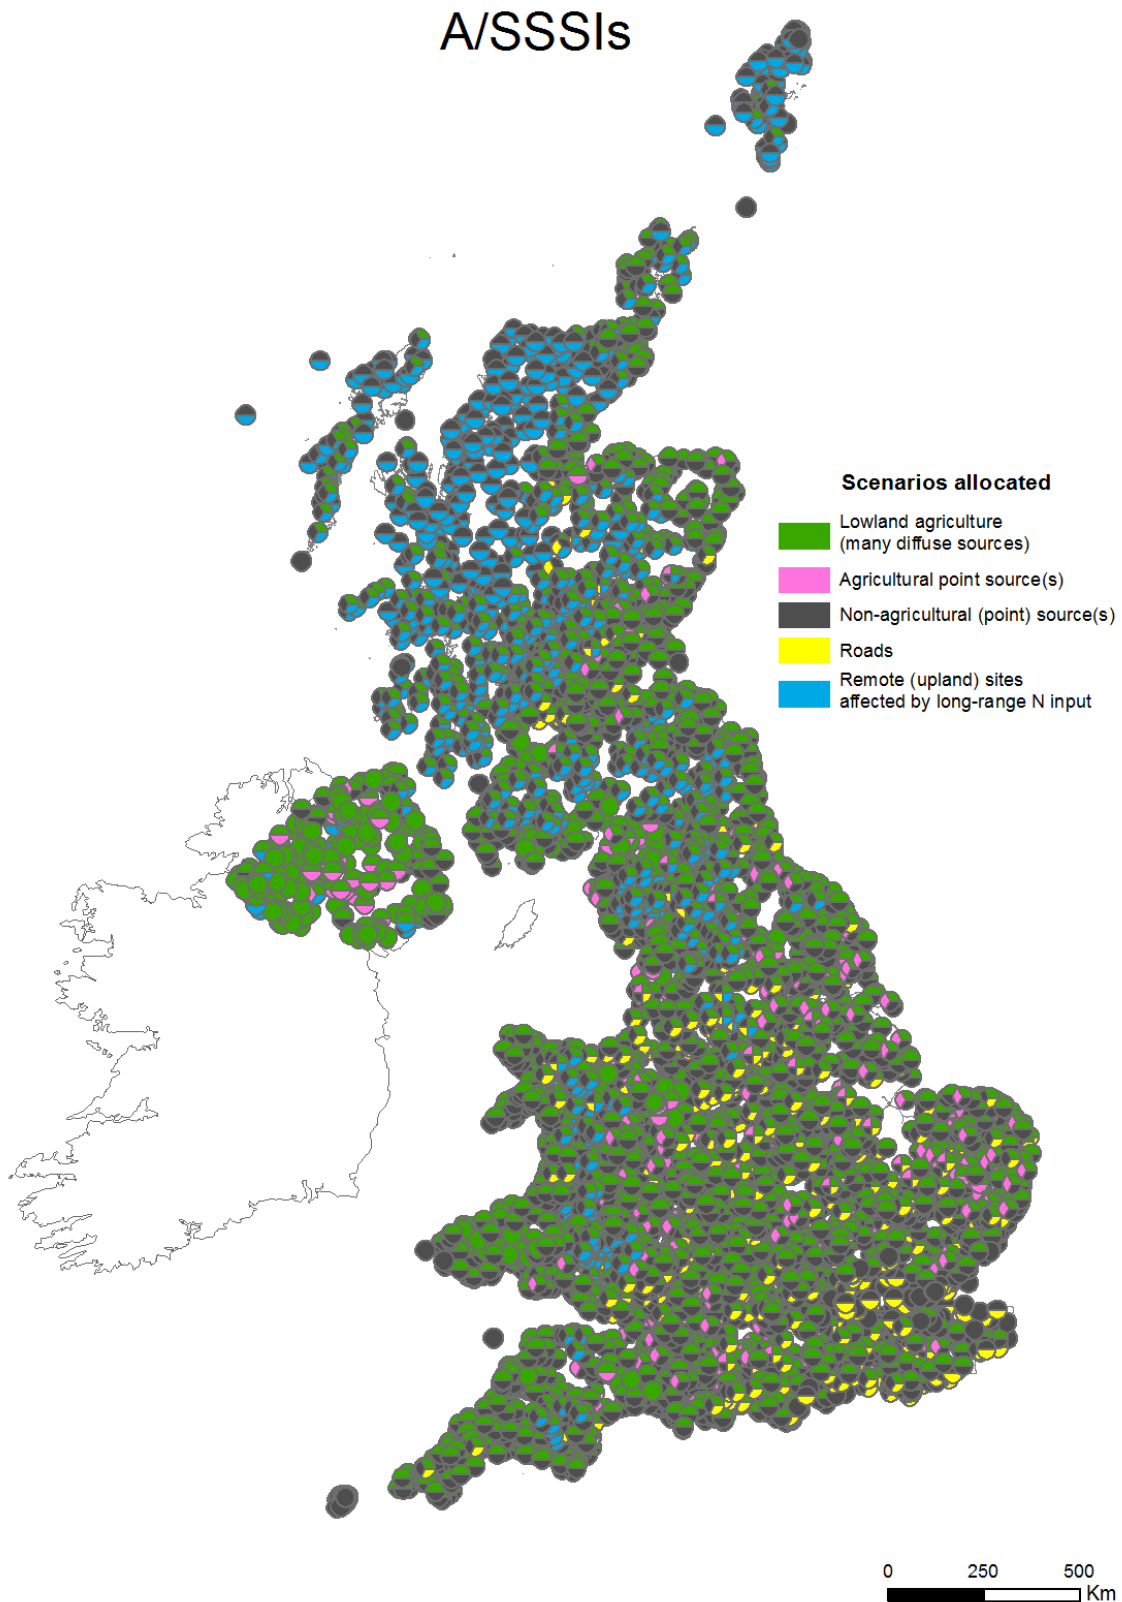 A/SSSIs
Scenarios allocated
Lowland agriculture
(many diffuse sources)
Agricultural point source(s)
Non-agricultural (point) source(s)
Roads
Remote (upland) sites
affected by long-range N input
0 250 500
Km